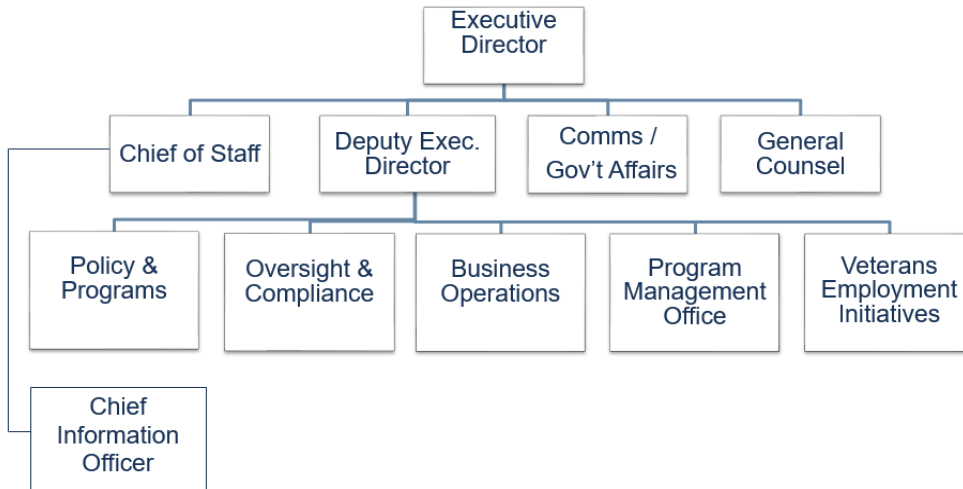 Executive
Director
Chief of Staff
Deputy Exec.
Director
Comms /
Gov’t Affairs
General
Counsel
Policy &
Programs
Oversight &
Compliance
Business
Operations
Program
Management
Office
Veterans
Employment
Initiatives
Chief
Information
Officer